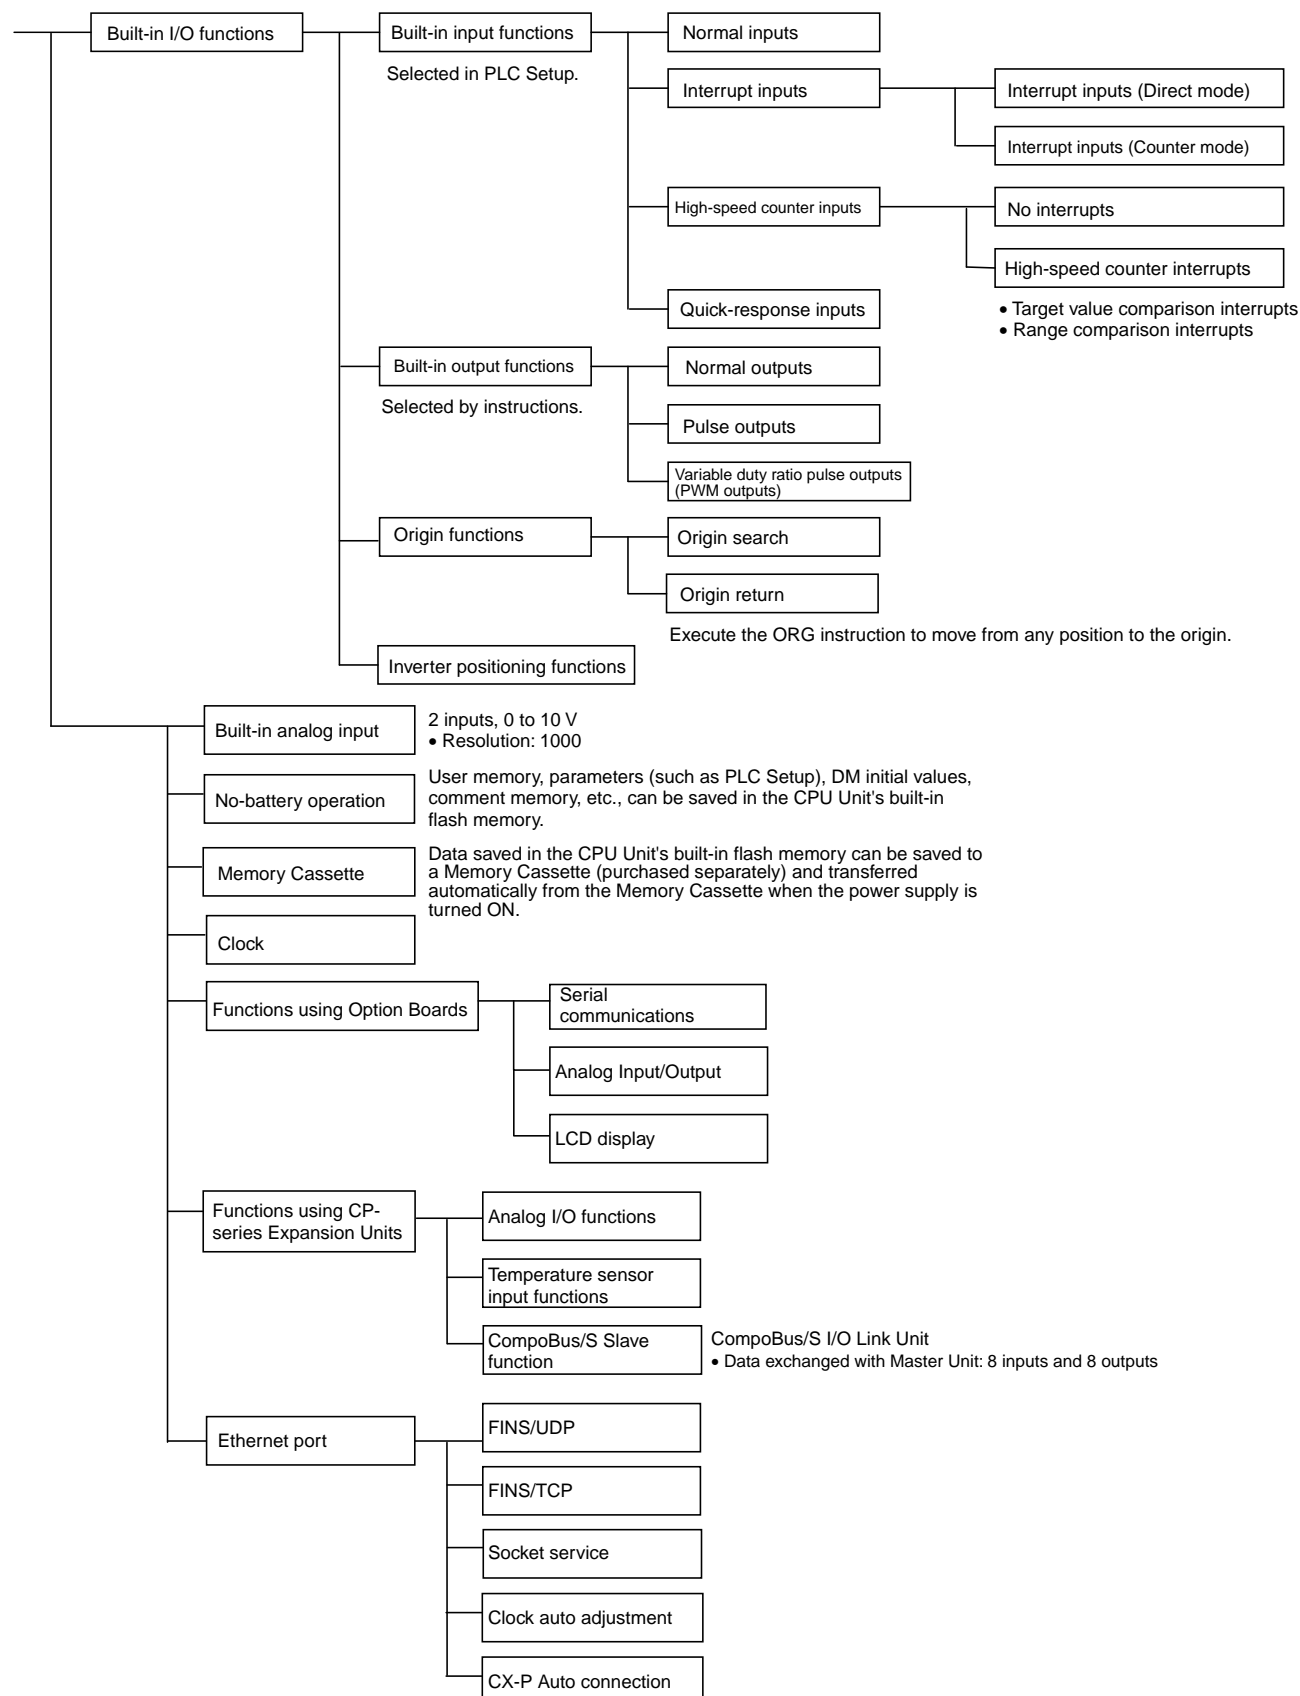 Built-in I/O functions
Built-in input functions
Selected in PLC Setup.
Normal inputs
Interrupt inputs
Interrupt inputs (Direct mode)
Interrupt inputs (Counter mode)
High-speed counter inputs
No interrupts
High-speed counter interrupts
• Target value comparison interrupts
• Range comparison interrupts
Quick-response inputs
Built-in output functions
Selected by instructions.
Normal outputs
Pulse outputs
Variable duty ratio pulse outputs
(PWM outputs)
Origin functions
Origin search
Origin return
Execute the ORG instruction to move from any position to the origin.
Inverter positioning functions
Built-in analog input
2 inputs, 0 to 10 V
• Resolution: 1000
No-battery operation
User memory, parameters (such as PLC Setup), DM initial values,
comment memory, etc., can be saved in the CPU Unit's built-in
flash memory.
Memory Cassette
Data saved in the CPU Unit's built-in flash memory can be saved to
a Memory Cassette (purchased separately) and transferred
automatically from the Memory Cassette when the power supply is
turned ON.
Clock
Functions using Option Boards
Serial
communications
Analog Input/Output
LCD display
Functions using CP-
series Expansion Units
Analog I/O functions
Temperature sensor
input functions
CompoBus/S Slave
function
CompoBus/S I/O Link Unit
• Data exchanged with Master Unit: 8 inputs and 8 outputs
Ethernet port
FINS/UDP
FINS/TCP
Socket service
Clock auto adjustment
CX-P Auto connection